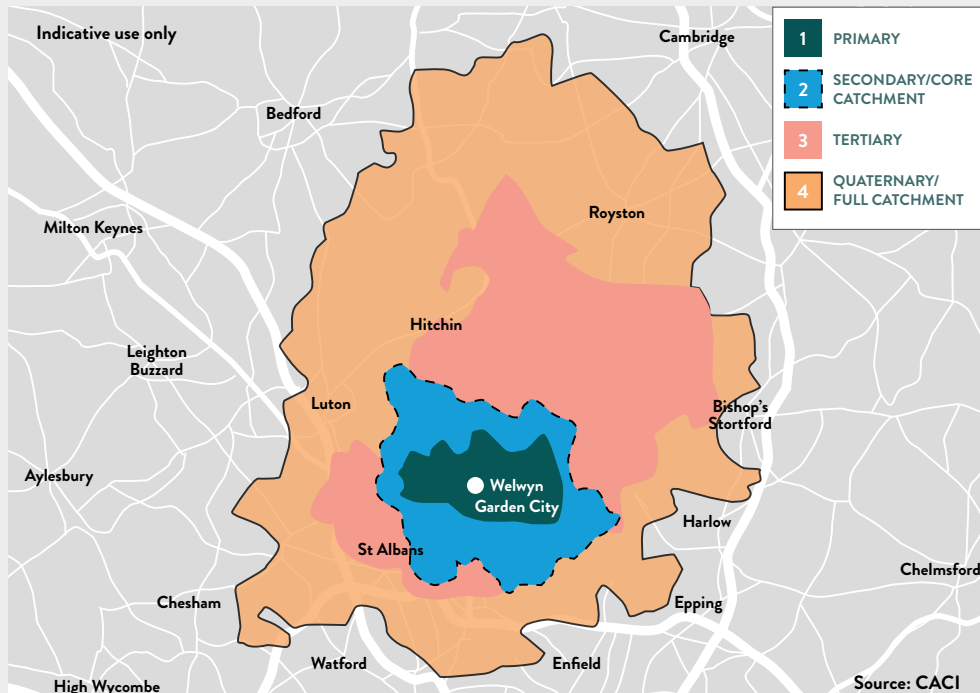 Indicative use only
Cambridge
1 PRIMARY
2 SECONDARY/CORE
CATCHMENT
3 TERTIARY
4 QUATERNARY/
FULL CATCHMENT
Bedford
Royston
Milton Keynes
Hitchin
Leighton
Buzzard
Luton
Bishop's
Stortford
Aylesbury
Welwyn
Garden City
Harlow
St Albans
Chelmsford
Chesham
Epping
Watford
Enfield
High Wycombe
Source: CACI